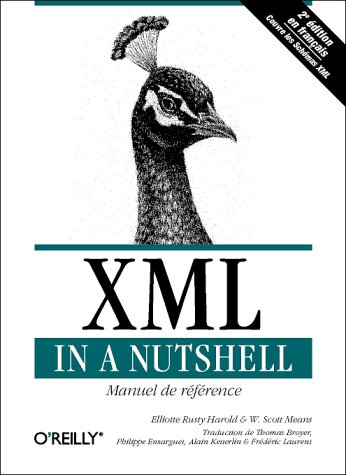 2ᵉ édition
en français
Couvre les Schémas XML
XML
IN A NUTSHELL
Manuel de référence
Elliotte Rusty Harold & W. Scott Means
Traduction de Thomas Broyer,
Philippe Ensarguet, Alain Ketterlin & Frédéric Laurent
O'REILLY®